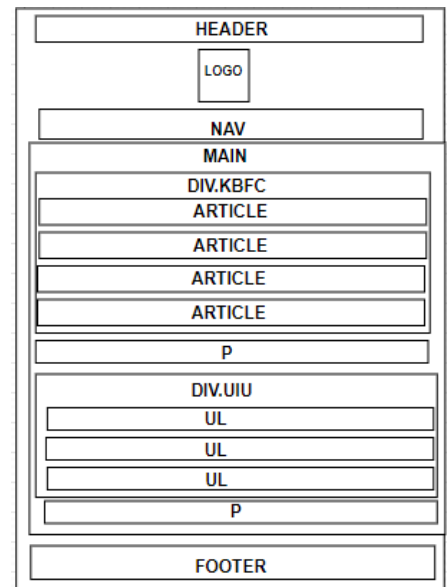 HEADER
LOGO
NAV
MAIN
DIV.KBFC
ARTICLE
ARTICLE
ARTICLE
ARTICLE
P
DIV.UIU
UL
UL
UL
P
FOOTER